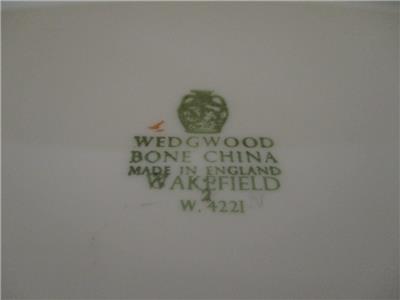 WEDGWOOD
BONE CHINA
MADE IN ENGLAND
WAKEFIELD
W. 4221